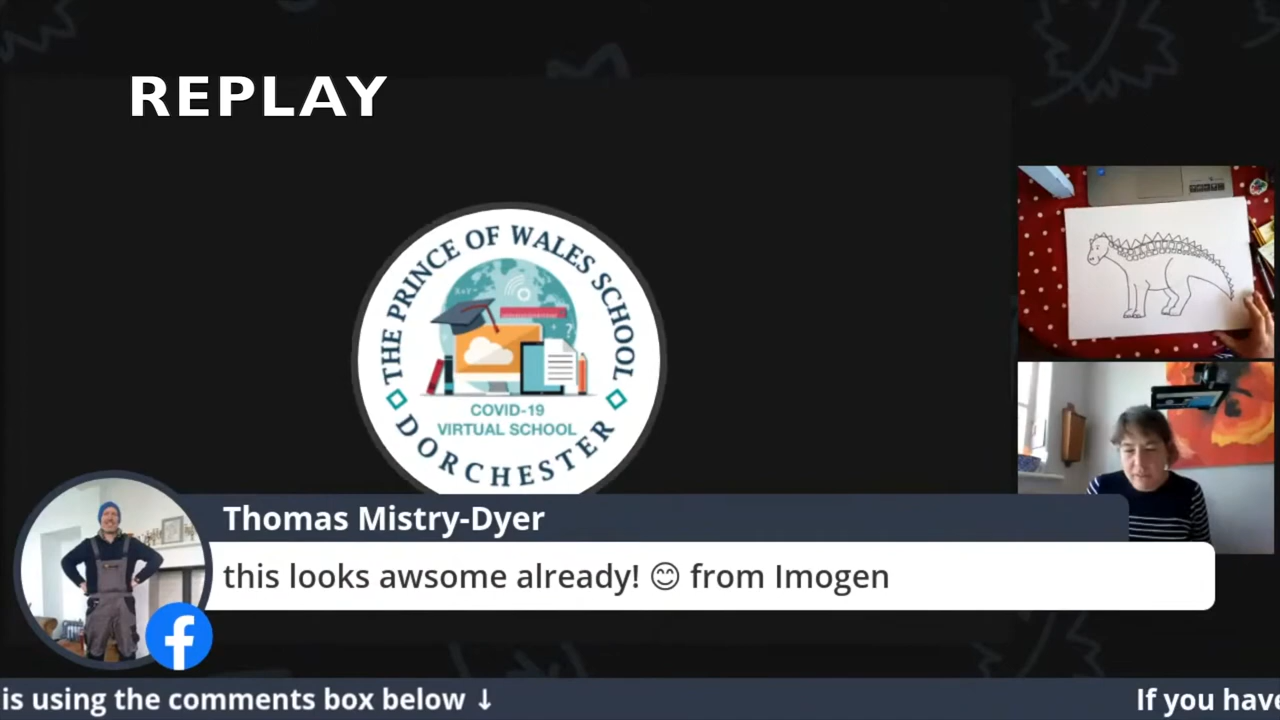 REPLAY
THE PRINCE OF WALES SCHOOL
X+Y=
?
COVID-19
VIRTUAL SCHOOL
DORCHESTER
Thomas Mistry-Dyer
this looks awsome already! 😊 from Imogen
is using the comments box below ↓
If you have